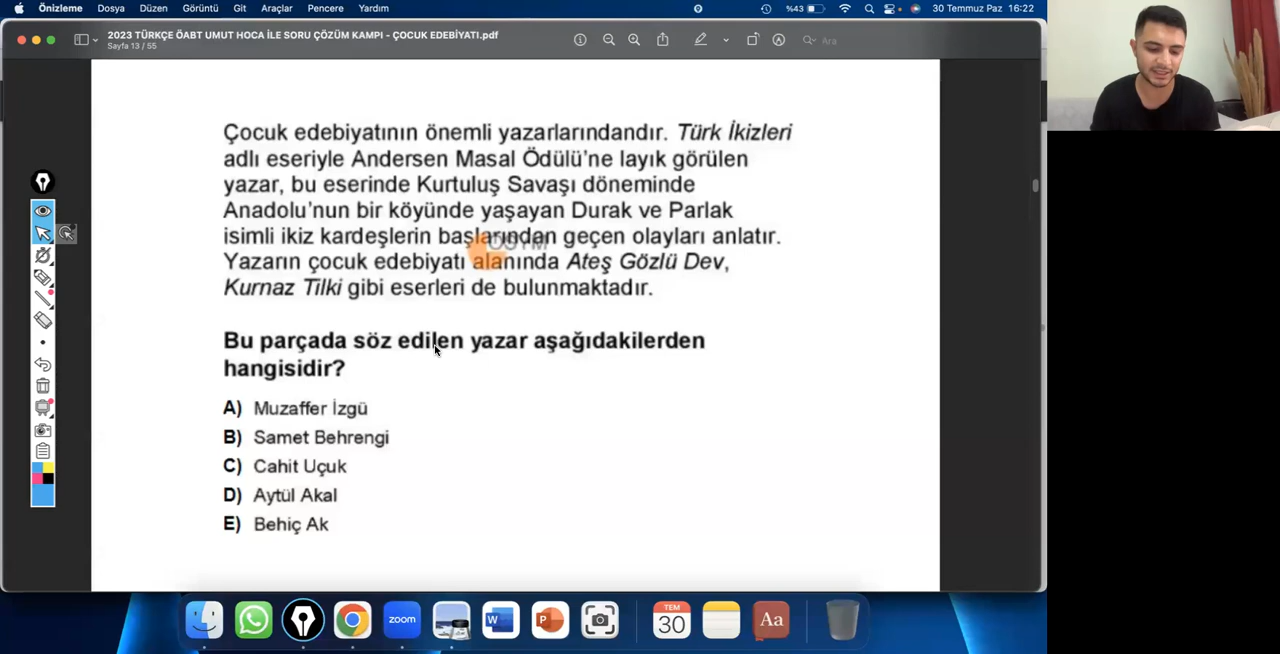 Önizleme Dosya Düzen Görüntü Git Araçlar Pencere Yardım %43 30 Temmuz Paz 16:22
2023 TÜRKÇE ÖABT UMUT HOCA İLE SORU ÇÖZÜM KAMPI - ÇOCUK EDEBİYATI.pdf
Sayfa 13 / 55
Ara
Çocuk edebiyatının önemli yazarlarındandır. Türk İkizleri
adlı eseriyle Andersen Masal Ödülü'ne layık görülen
yazar, bu eserinde Kurtuluş Savaşı döneminde
Anadolu'nun bir köyünde yaşayan Durak ve Parlak
isimli ikiz kardeşlerin başlarından geçen olayları anlatır.
Yazarın çocuk edebiyatı alanında Ateş Gözlü Dev,
Kurnaz Tilki gibi eserleri de bulunmaktadır.
Bu parçada söz edilen yazar aşağıdakilerden
hangisidir?
A) Muzaffer İzgü
B) Samet Behrengi
C) Cahit Uçuk
D) Aytül Akal
E) Behiç Ak
zoom
W
P
TEM
30
Aa